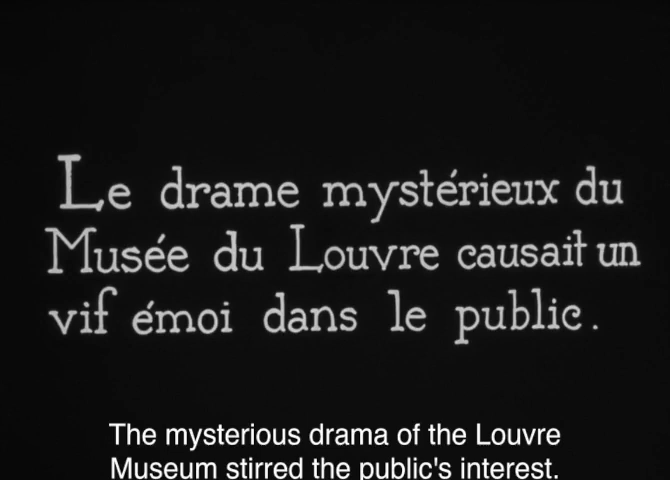 Le drame mystérieux du
Musée du Louvre causait un
vif émoi dans le public.
The mysterious drama of the Louvre
Museum stirred the public's interest.